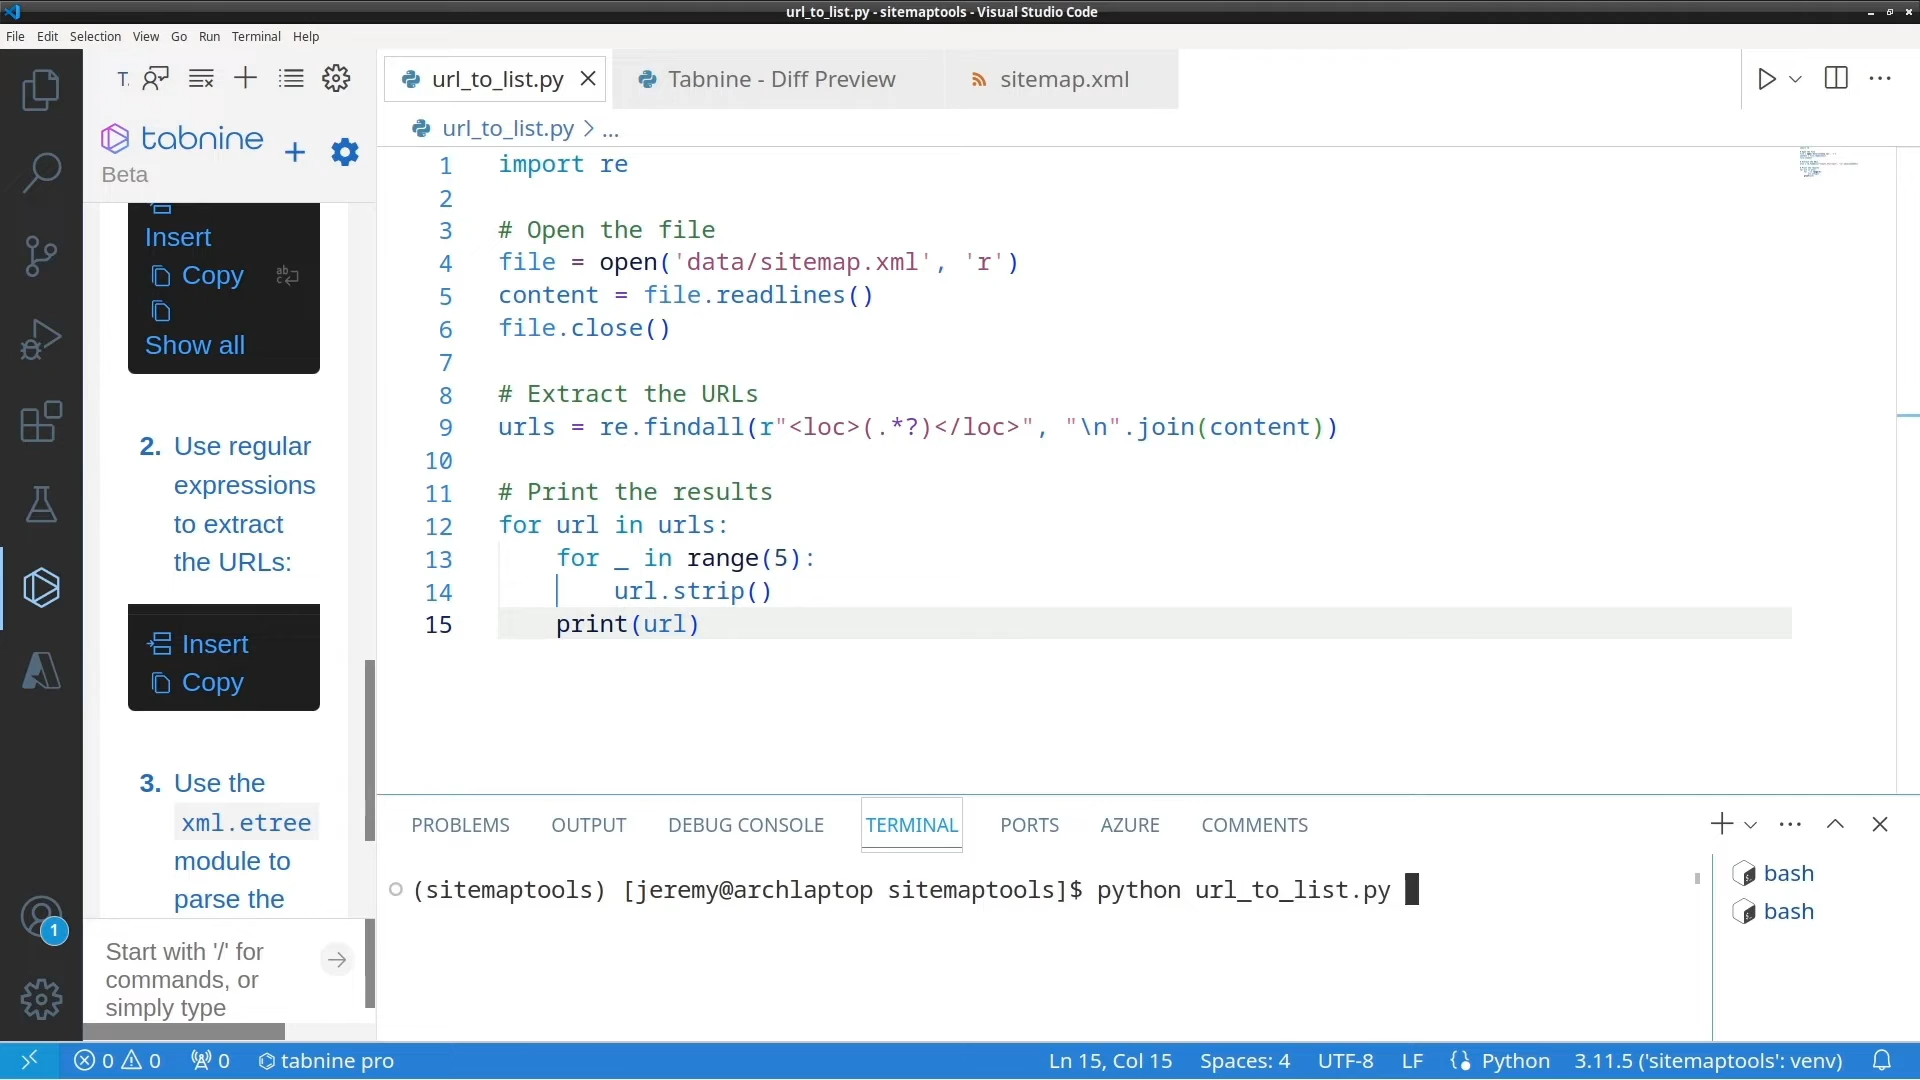 url_to_list.py - sitemaptools - Visual Studio Code
File Edit Selection View Go Run Terminal Help
T.
url_to_list.py
Tabnine - Diff Preview
sitemap.xml
tabnine
Beta
url_to_list.py > ...
Insert
Copy
Show all
2. Use regular
expressions
to extract
the URLs:
Insert
Copy
3. Use the
xml.etree
module to
parse the
Start with '/' for
commands, or
simply type
1 import re
2
3 # Open the file
4 file = open('data/sitemap.xml', 'r')
5 content = file.readlines()
6 file.close()
7
8 # Extract the URLs
9 urls = re.findall(r"<loc>(.*?)</loc>", "\n".join(content))
10
11 # Print the results
12 for url in urls:
13     for _ in range(5):
14         url.strip()
15     print(url)
PROBLEMS OUTPUT DEBUG CONSOLE TERMINAL PORTS AZURE COMMENTS
(sitemaptools) [jeremy@archlaptop sitemaptools]$ python url_to_list.py
bash
bash
1
0 0 0 tabnine pro Ln 15, Col 15 Spaces: 4 UTF-8 LF Python 3.11.5 ('sitemaptools': venv)